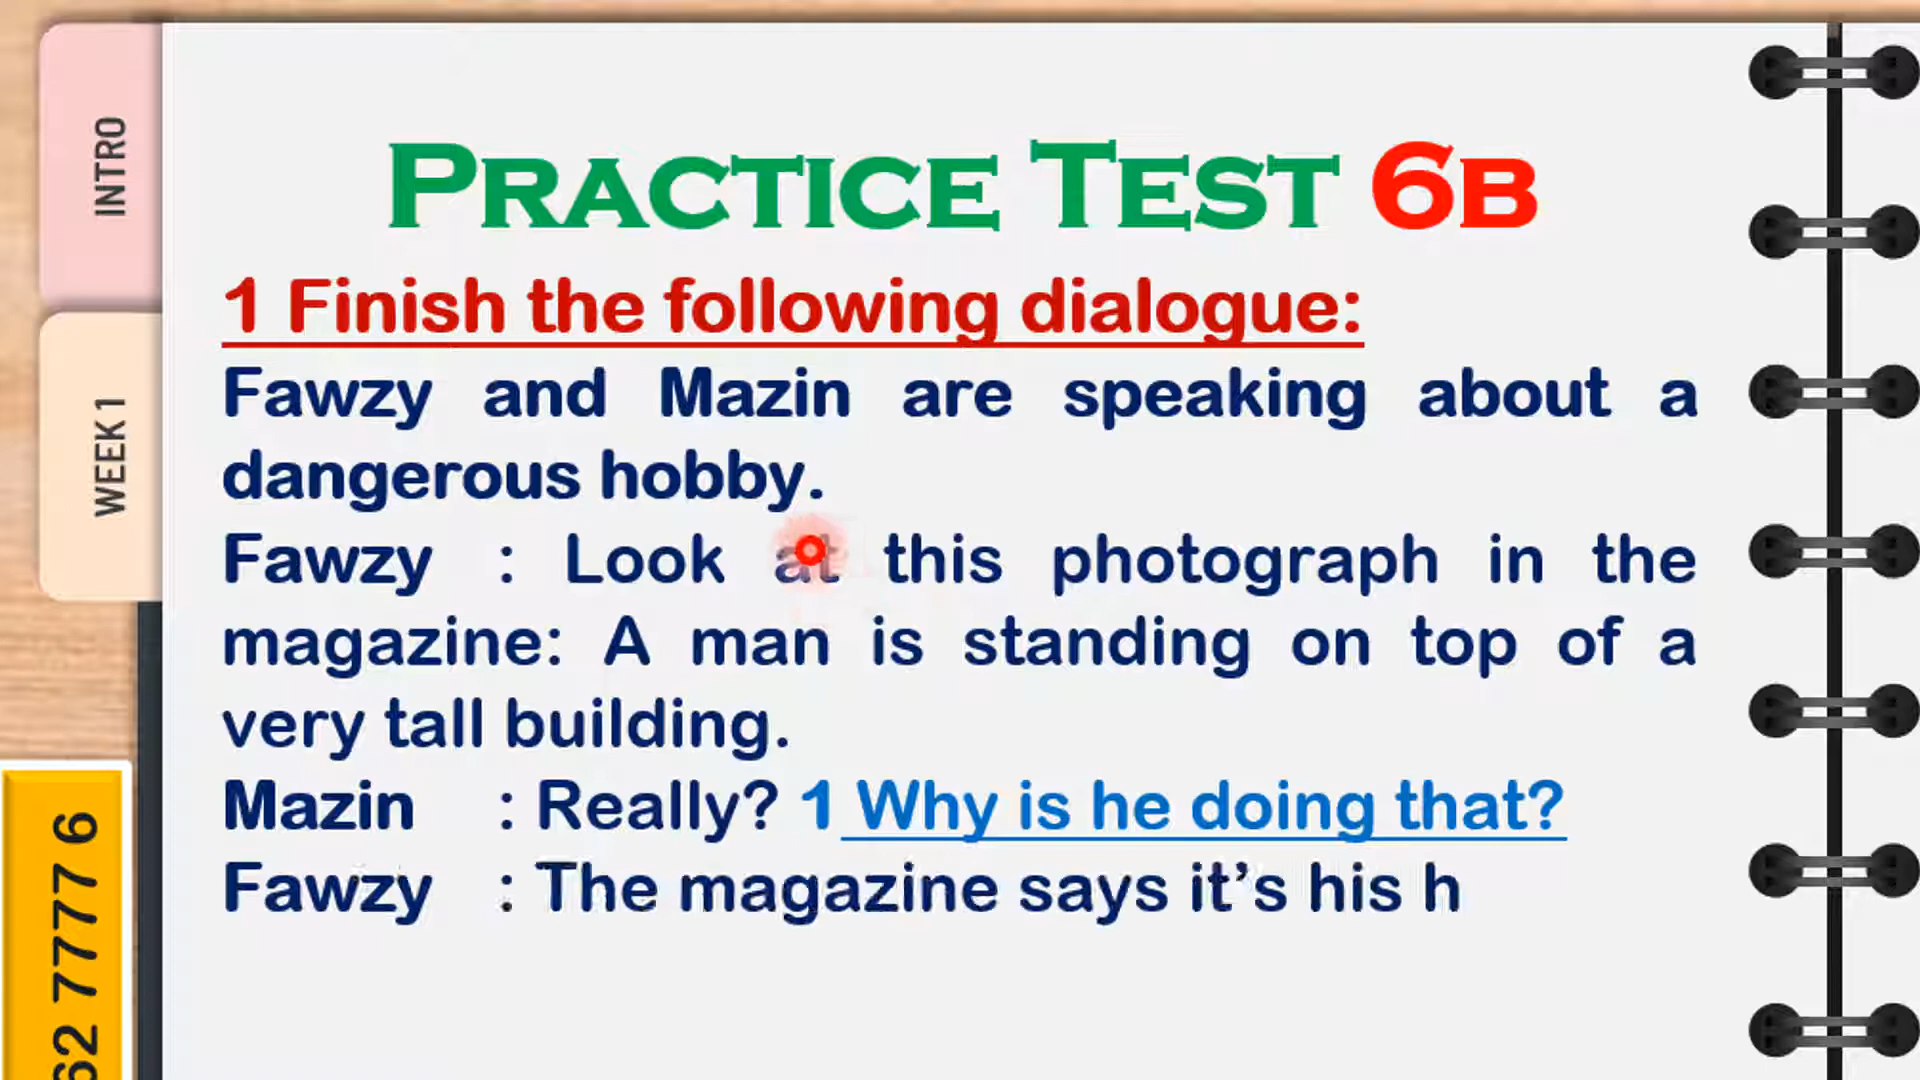 INTRO
WEEK 1
62 7777 6
PRACTICE TEST 6B
1 Finish the following dialogue:
Fawzy and Mazin are speaking about a
dangerous hobby.
Fawzy : Look at this photograph in the
magazine: A man is standing on top of a
very tall building.
Mazin : Really? 1 Why is he doing that?
Fawzy : The magazine says it’s his h